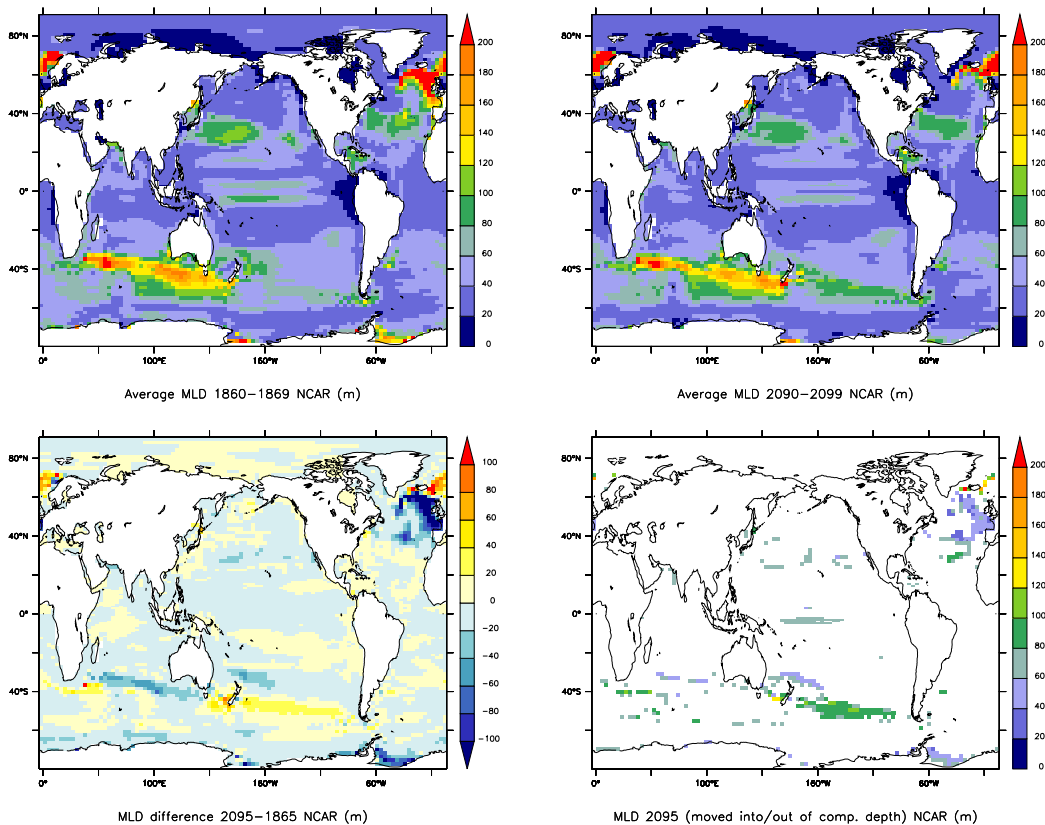 80°N
40°N
0°
40°S
0°
100°E
150°W
60°W
200
180
160
140
120
100
80
60
40
20
0
Average MLD 1860−1869 NCAR (m)
80°N
40°N
0°
40°S
0°
100°E
150°W
60°W
200
180
160
140
120
100
80
60
40
20
0
Average MLD 2090−2099 NCAR (m)
80°N
40°N
0°
40°S
0°
100°E
150°W
60°W
100
80
60
40
20
0
−20
−40
−60
−80
−100
MLD difference 2095−1865 NCAR (m)
80°N
40°N
0°
40°S
0°
100°E
150°W
60°W
200
180
160
140
120
100
80
60
40
20
0
MLD 2095 (moved into/out of comp. depth) NCAR (m)